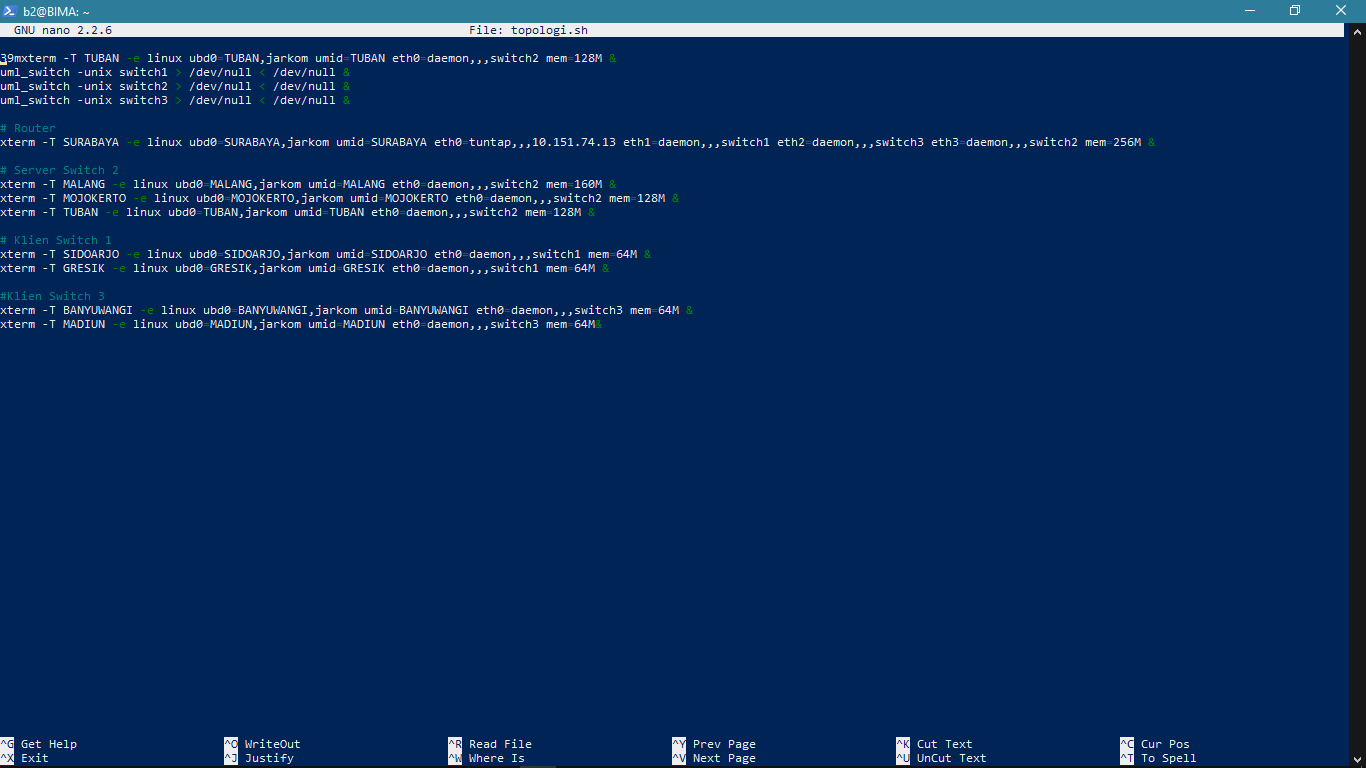 b2@BIMA: ~
GNU nano 2.2.6 File: topologi.sh
39mxterm -T TUBAN -e linux ubd0=TUBAN,jarkom umid=TUBAN eth0=daemon,,,switch2 mem=128M &
uml_switch -unix switch1 > /dev/null < /dev/null &
uml_switch -unix switch2 > /dev/null < /dev/null &
uml_switch -unix switch3 > /dev/null < /dev/null &
# Router
xterm -T SURABAYA -e linux ubd0=SURABAYA,jarkom umid=SURABAYA eth0=tuntap,,,10.151.74.13 eth1=daemon,,,switch1 eth2=daemon,,,switch3 eth3=daemon,,,switch2 mem=256M &
# Server Switch 2
xterm -T MALANG -e linux ubd0=MALANG,jarkom umid=MALANG eth0=daemon,,,switch2 mem=160M &
xterm -T MOJOKERTO -e linux ubd0=MOJOKERTO,jarkom umid=MOJOKERTO eth0=daemon,,,switch2 mem=128M &
xterm -T TUBAN -e linux ubd0=TUBAN,jarkom umid=TUBAN eth0=daemon,,,switch2 mem=128M &
# Klien Switch 1
xterm -T SIDOARJO -e linux ubd0=SIDOARJO,jarkom umid=SIDOARJO eth0=daemon,,,switch1 mem=64M &
xterm -T GRESIK -e linux ubd0=GRESIK,jarkom umid=GRESIK eth0=daemon,,,switch1 mem=64M &
#Klien Switch 3
xterm -T BANYUWANGI -e linux ubd0=BANYUWANGI,jarkom umid=BANYUWANGI eth0=daemon,,,switch3 mem=64M &
xterm -T MADIUN -e linux ubd0=MADIUN,jarkom umid=MADIUN eth0=daemon,,,switch3 mem=64M&
^G Get Help ^O WriteOut ^R Read File ^Y Prev Page ^K Cut Text ^C Cur Pos
^X Exit ^J Justify ^W Where Is ^V Next Page ^U UnCut Text ^T To Spell